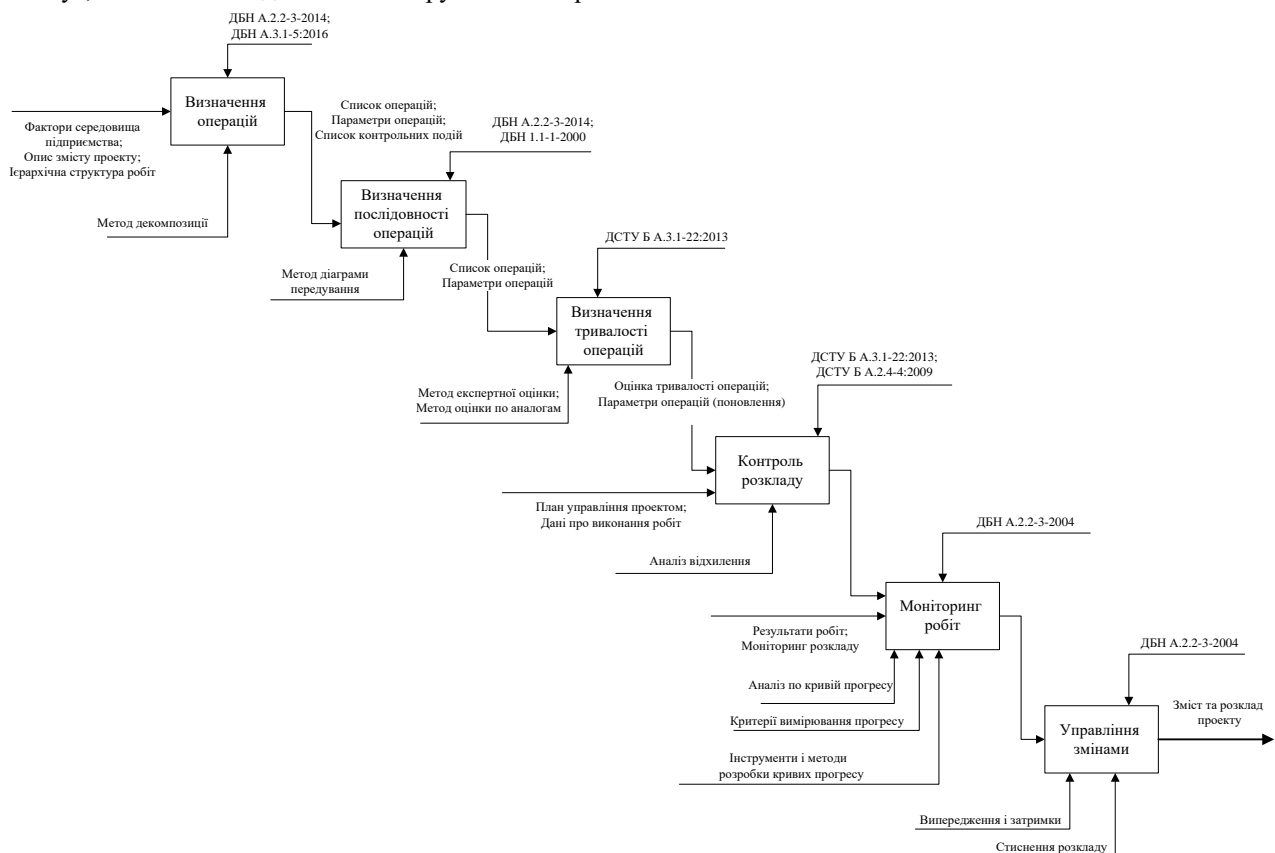 ДБН А.2.2-3-2014;
ДБН А.3.1-5:2016
Визначення
операцій
Фактори середовища
підприємства;
Опис змісту проекту;
Ієрархічна структура робіт
Метод декомпозиції
Список операцій;
Параметри операцій;
Список контрольних подій
ДБН А.2.2-3-2014;
ДБН 1.1-1-2000
Визначення
послідовності
операцій
Метод діаграми
передування
Список операцій;
Параметри операцій
ДСТУ Б А.3.1-22:2013
Визначення
тривалості
операцій
Метод експертної оцінки;
Метод оцінки по аналогам
Оцінка тривалості операцій;
Параметри операцій (поновлення)
ДСТУ Б А.3.1-22:2013;
ДСТУ Б А.2.4-4:2009
Контроль
розкладу
План управління проектом;
Дані про виконання робіт
Аналіз відхилення
ДБН А.2.2-3-2004
Моніторинг
робіт
Результати робіт;
Моніторинг розкладу
Аналіз по кривій прогресу
Критерії вимірювання прогресу
Інструменти і методи
розробки кривих прогресу
ДБН А.2.2-3-2004
Управління
змінами
Зміст та розклад
проекту
Випередження і затримки
Стиснення розкладу